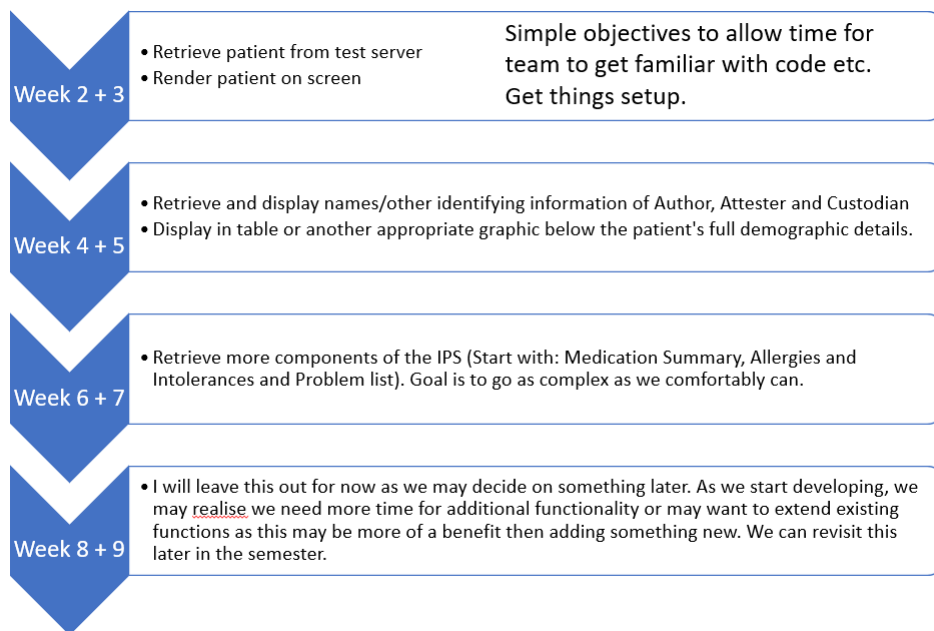 Week 2 + 3
• Retrieve patient from test server
• Render patient on screen
Simple objectives to allow time for
team to get familiar with code etc.
Get things setup.
Week 4 + 5
• Retrieve and display names/other identifying information of Author, Attester and Custodian
• Display in table or another appropriate graphic below the patient's full demographic details.
Week 6 + 7
• Retrieve more components of the IPS (Start with: Medication Summary, Allergies and
Intolerances and Problem list). Goal is to go as complex as we comfortably can.
Week 8 + 9
• I will leave this out for now as we may decide on something later. As we start developing, we
may realise we need more time for additional functionality or may want to extend existing
functions as this may be more of a benefit then adding something new. We can revisit this
later in the semester.